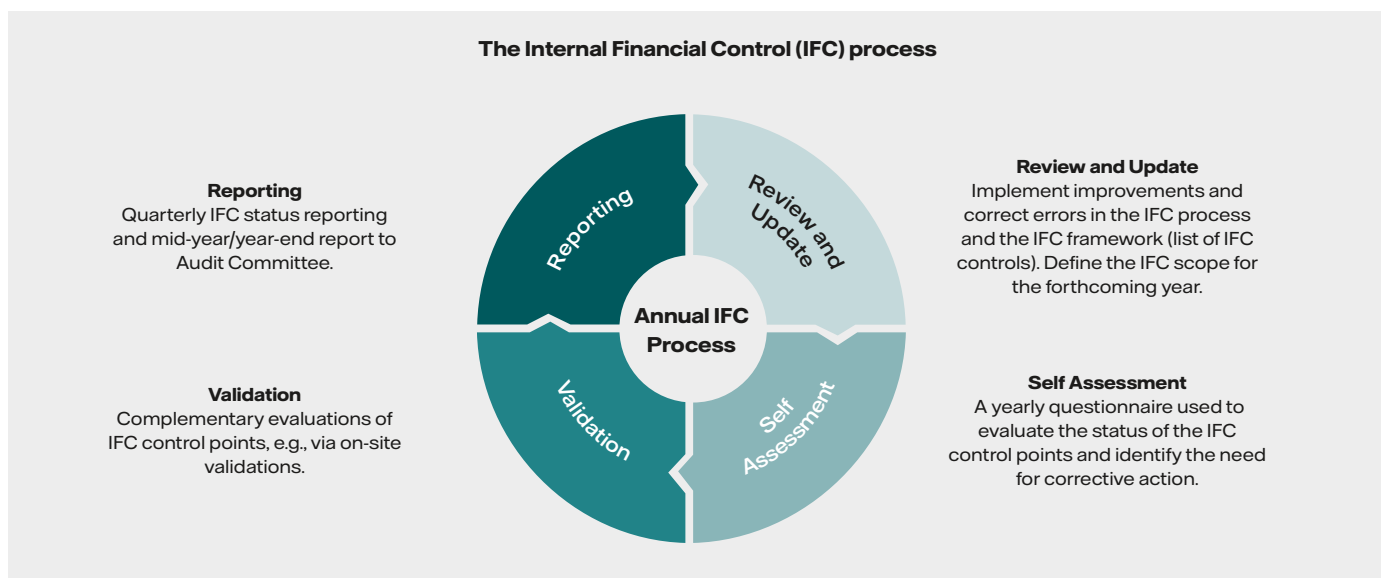 The Internal Financial Control (IFC) process
Reporting
Quarterly IFC status reporting
and mid-year/year-end report to
Audit Committee.
Validation
Complementary evaluations of
IFC control points, e.g., via on-site
validations.
Reporting
Review and
Update
Annual IFC
Process
Validation
Self
Assessment
Review and Update
Implement improvements and
correct errors in the IFC process
and the IFC framework (list of IFC
controls). Define the IFC scope for
the forthcoming year.
Self Assessment
A yearly questionnaire used to
evaluate the status of the IFC
control points and identify the need
for corrective action.